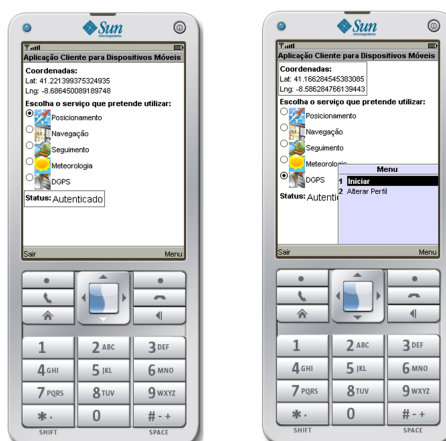 Sun
Aplicação Cliente para Dispositivos Móveis
Coordenadas:
Lat: 41.221399375324935
Lng: -8.686450089189748
Escolha o serviço que pretende utilizar:
Posicionamento
Navegação
Seguimento
Meteorologia
DGPS
Status: Autenticado
Sair Menu
1 2 ABC 3 DEF
4 GHI 5 JKL 6 MNO
7 PQRS 8 TUV 9 WXYZ
* . 0 # - +
SHIFT SPACE
Sun
Aplicação Cliente para Dispositivos Móveis
Coordenadas:
Lat: 41.166284545383085
Lng: -8.586284766139443
Escolha o serviço que pretende utilizar:
Posicionamento
Navegação
Seguimento
Meteorologia
DGPS
Status: Autenti
Menu
1 Iniciar
2 Alterar Perfil
Sair Menu
1 2 ABC 3 DEF
4 GHI 5 JKL 6 MNO
7 PQRS 8 TUV 9 WXYZ
* . 0 # - +
SHIFT SPACE